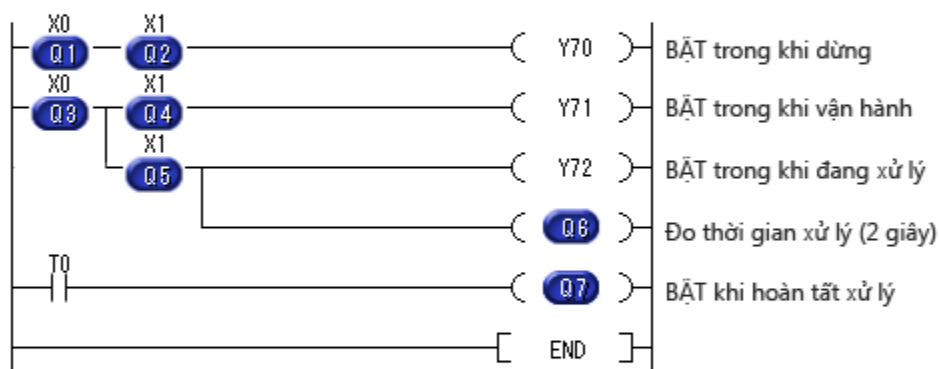 X0 X1
Q1 Q2 Y70 BẬT trong khi dừng
X0 X1
Q3 Q4 Y71 BẬT trong khi vận hành
X1
Q5 Y72 BẬT trong khi đang xử lý
Q6 Đo thời gian xử lý (2 giây)
T0
Q7 BẬT khi hoàn tất xử lý
END